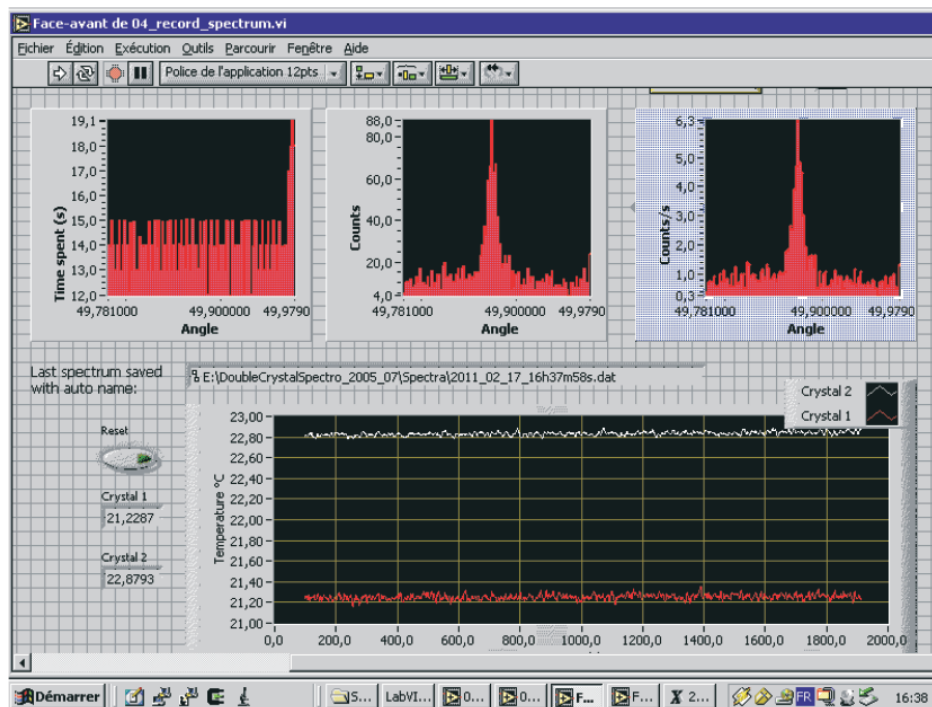 Face-avant de 04_record_spectrum.vi
Fichier Édition Exécution Outils Parcourir Fenêtre Aide
Police de l'application 12pts
19,1
18,0
17,0
16,0
15,0
14,0
13,0
12,0
Time spent (s)
49,781000 49,900000 49,9790
Angle
88,0
80,0
60,0
40,0
20,0
4,0
Counts
49,781000 49,900000 49,9790
Angle
6,3
5,0
4,0
3,0
2,0
1,0
0,3
Counts/s
49,781000 49,900000 49,9790
Angle
Last spectrum saved
with auto name:
E:\DoubleCrystalSpectro_2005_07\Spectra\2011_02_17_16h37m58s.dat
Crystal 2
Crystal 1
Reset
Crystal 1
21,2287
Crystal 2
22,8793
23,00
22,80
22,60
22,40
22,20
22,00
21,80
21,60
21,40
21,20
21,00
Temperature °C
0,0 200,0 400,0 600,0 800,0 1000,0 1200,0 1400,0 1600,0 1800,0 2000,0
Démarrer S... LabVI... 0... 0... F... F... 2... FR 16:38